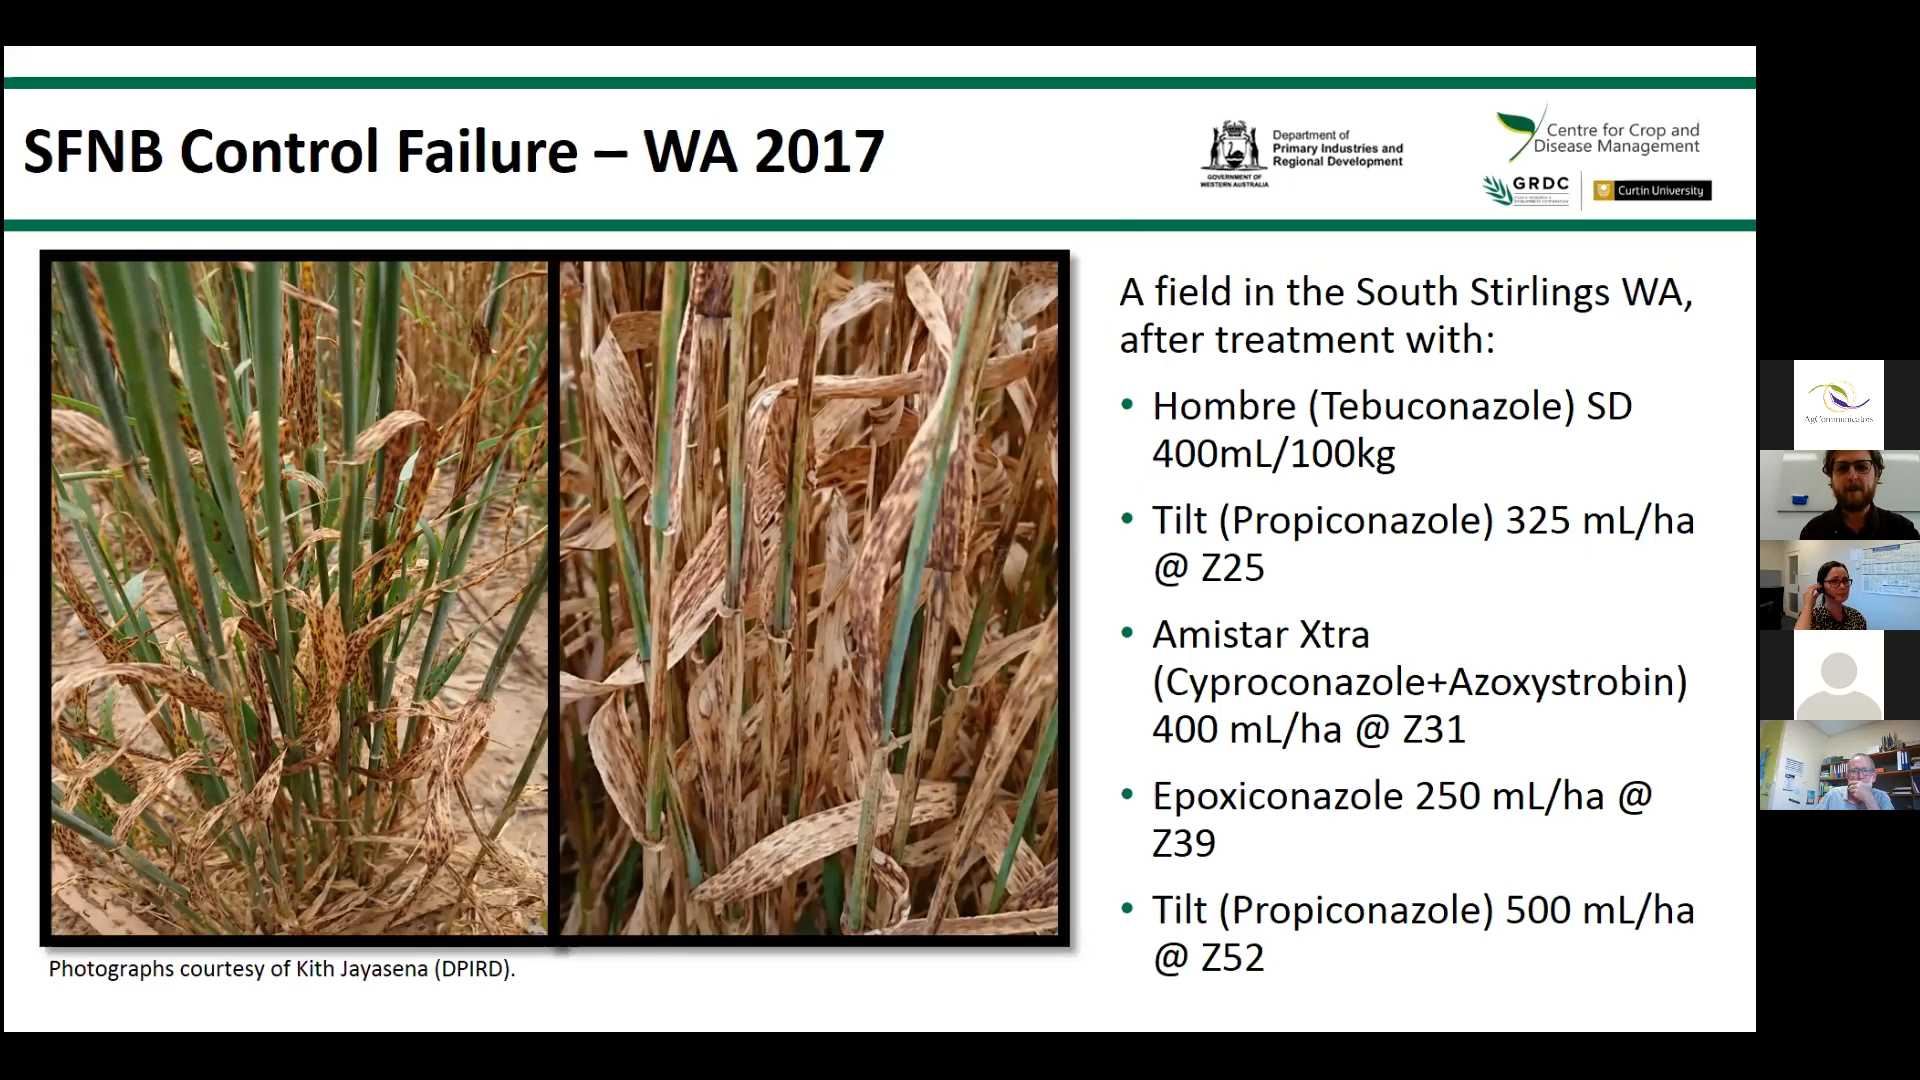 SFNB Control Failure – WA 2017
Department of
Primary Industries and
Regional Development
GOVERNMENT OF
WESTERN AUSTRALIA
Centre for Crop and
Disease Management
GRDC
Curtin University
A field in the South Stirlings WA,
after treatment with:
• Hombre (Tebuconazole) SD
400mL/100kg
• Tilt (Propiconazole) 325 mL/ha
@ Z25
• Amistar Xtra
(Cyproconazole+Azoxystrobin)
400 mL/ha @ Z31
• Epoxiconazole 250 mL/ha @
Z39
• Tilt (Propiconazole) 500 mL/ha
@ Z52
Photographs courtesy of Kith Jayasena (DPIRD).
AgCommunicators